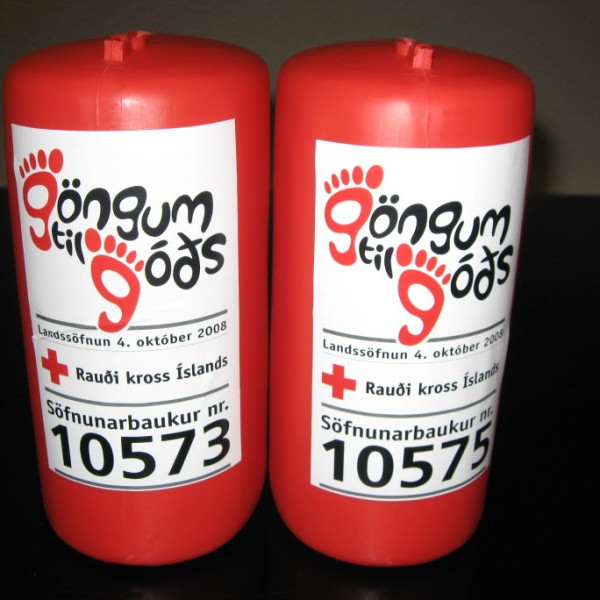 göngum
til góðs
Landssöfnun 4. október 2008
Rauði kross Íslands
Söfnunarbaukur nr.
10573
göngum
til góðs
Landssöfnun 4. október 2008
Rauði kross Íslands
Söfnunarbaukur nr.
10575